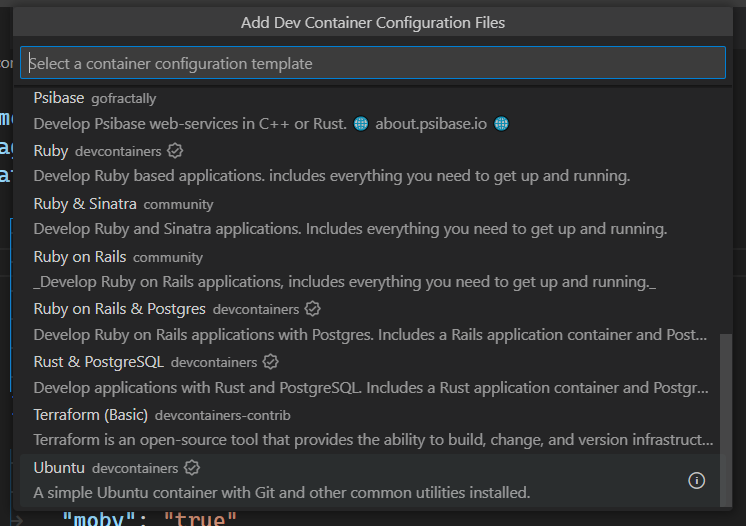 Add Dev Container Configuration Files
Select a container configuration template
Psibase gofractally
Develop Psibase web-services in C++ or Rust. 🌐 about.psibase.io 🌐
Ruby devcontainers
Develop Ruby based applications. includes everything you need to get up and running.
Ruby & Sinatra community
Develop Ruby and Sinatra applications. Includes everything you need to get up and running.
Ruby on Rails community
_Develop Ruby on Rails applications, includes everything you need to get up and running._
Ruby on Rails & Postgres devcontainers
Develop Ruby on Rails applications with Postgres. Includes a Rails application container and Post...
Rust & PostgreSQL devcontainers
Develop applications with Rust and PostgreSQL. Includes a Rust application container and Postgr...
Terraform (Basic) devcontainers-contrib
Terraform is an open-source tool that provides the ability to build, change, and version infrastruct...
Ubuntu devcontainers
A simple Ubuntu container with Git and other common utilities installed.
"moby": "true"